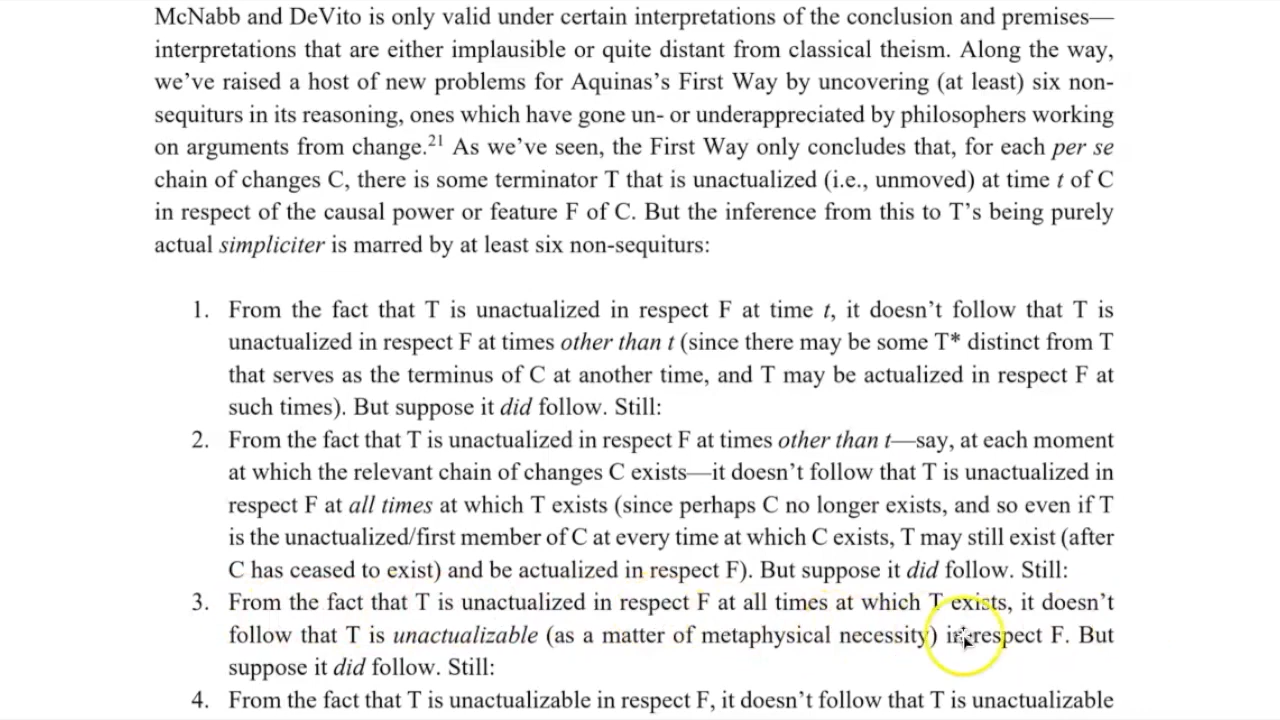 McNabb and DeVito is only valid under certain interpretations of the conclusion and premises—
interpretations that are either implausible or quite distant from classical theism. Along the way,
we've raised a host of new problems for Aquinas's First Way by uncovering (at least) six non-
sequiturs in its reasoning, ones which have gone un- or underappreciated by philosophers working
on arguments from change.21 As we've seen, the First Way only concludes that, for each per se
chain of changes C, there is some terminator T that is unactualized (i.e., unmoved) at time t of C
in respect of the causal power or feature F of C. But the inference from this to T's being purely
actual simpliciter is marred by at least six non-sequiturs:
1. From the fact that T is unactualized in respect F at time t, it doesn't follow that T is
unactualized in respect F at times other than t (since there may be some T* distinct from T
that serves as the terminus of C at another time, and T may be actualized in respect F at
such times). But suppose it did follow. Still:
2. From the fact that T is unactualized in respect F at times other than t—say, at each moment
at which the relevant chain of changes C exists—it doesn't follow that T is unactualized in
respect F at all times at which T exists (since perhaps C no longer exists, and so even if T
is the unactualized/first member of C at every time at which C exists, T may still exist (after
C has ceased to exist) and be actualized in respect F). But suppose it did follow. Still:
3. From the fact that T is unactualized in respect F at all times at which T exists, it doesn't
follow that T is unactualizable (as a matter of metaphysical necessity) in respect F. But
suppose it did follow. Still:
4. From the fact that T is unactualizable in respect F, it doesn't follow that T is unactualizable